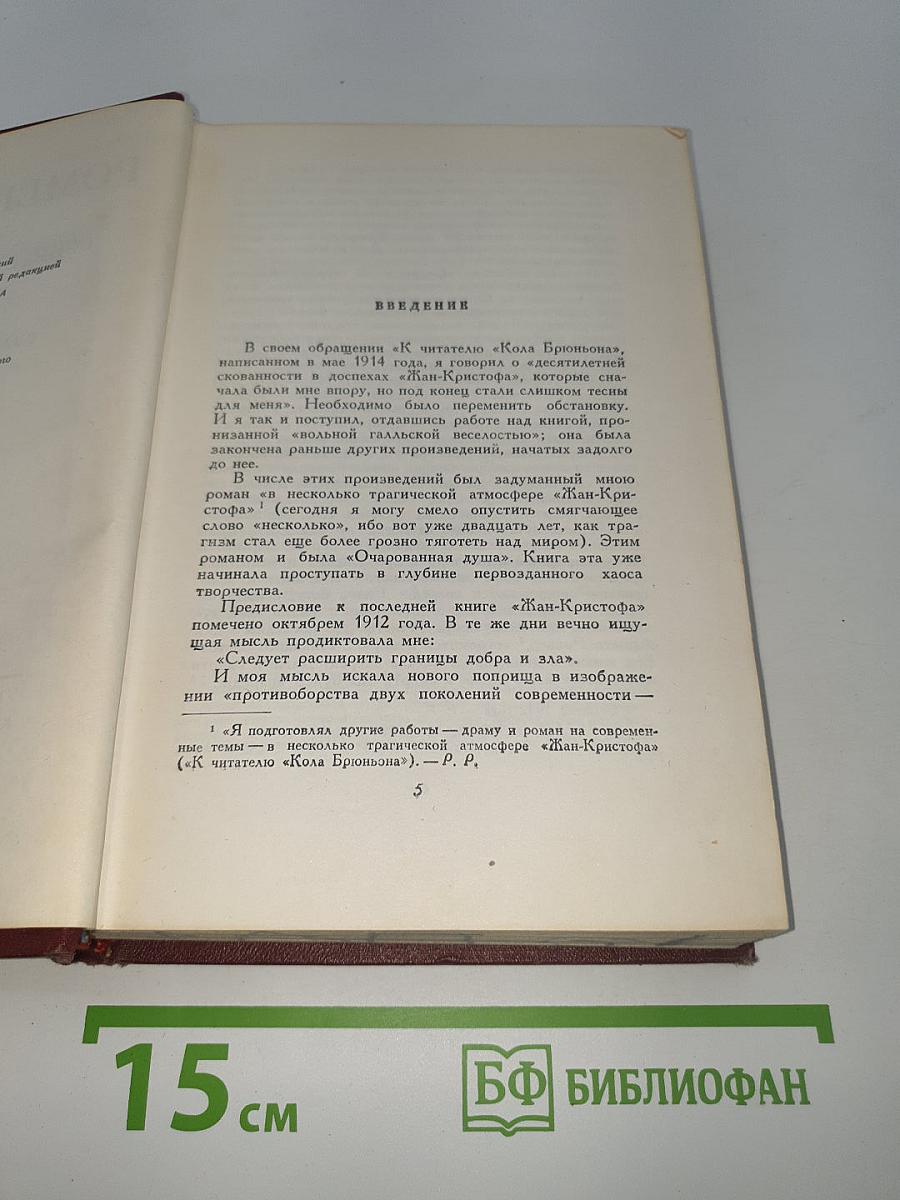 й редакцией
ВВЕДЕНИЕ
В своем обращении «К читателю «Кола Брюньона»,
написанном в мае 1914 года, я говорил о «десятилетней
скованности в доспехах «Жан-Кристофа», которые сна-
чала были мне впору, но под конец стали слишком тесны
для меня». Необходимо было переменить обстановку.
И я так и поступил, отдавшись работе над книгой, про-
низанной «вольной галльской веселостью»; она была
закончена раньше других произведений, начатых задолго
до нее.
В числе этих произведений был задуманный мною
роман «в несколько трагической атмосфере «Жан-Кри-
стофа» ¹ (сегодня я могу смело опустить смягчающее
слово «несколько», ибо вот уже двадцать лет, как тра-
гизм стал еще более грозно тяготеть над миром). Этим
романом и была «Очарованная душа». Книга эта уже
начинала проступать в глубине первозданного хаоса
творчества.
Предисловие к последней книге «Жан-Кристофа»
помечено октябрем 1912 года. В те же дни вечно ищу-
щая мысль продиктовала мне:
«Следует расширить границы добра и зла».
И моя мысль искала нового поприща в изображе-
нии «противоборства двух поколений современности —
¹ «Я подготовлял другие работы — драму и роман на современ-
ные темы — в несколько трагической атмосфере «Жан-Кристофа»
(«К читателю «Кола Брюньона»). — Р. Р.
5
15 см
БФ БИБЛИОФАН